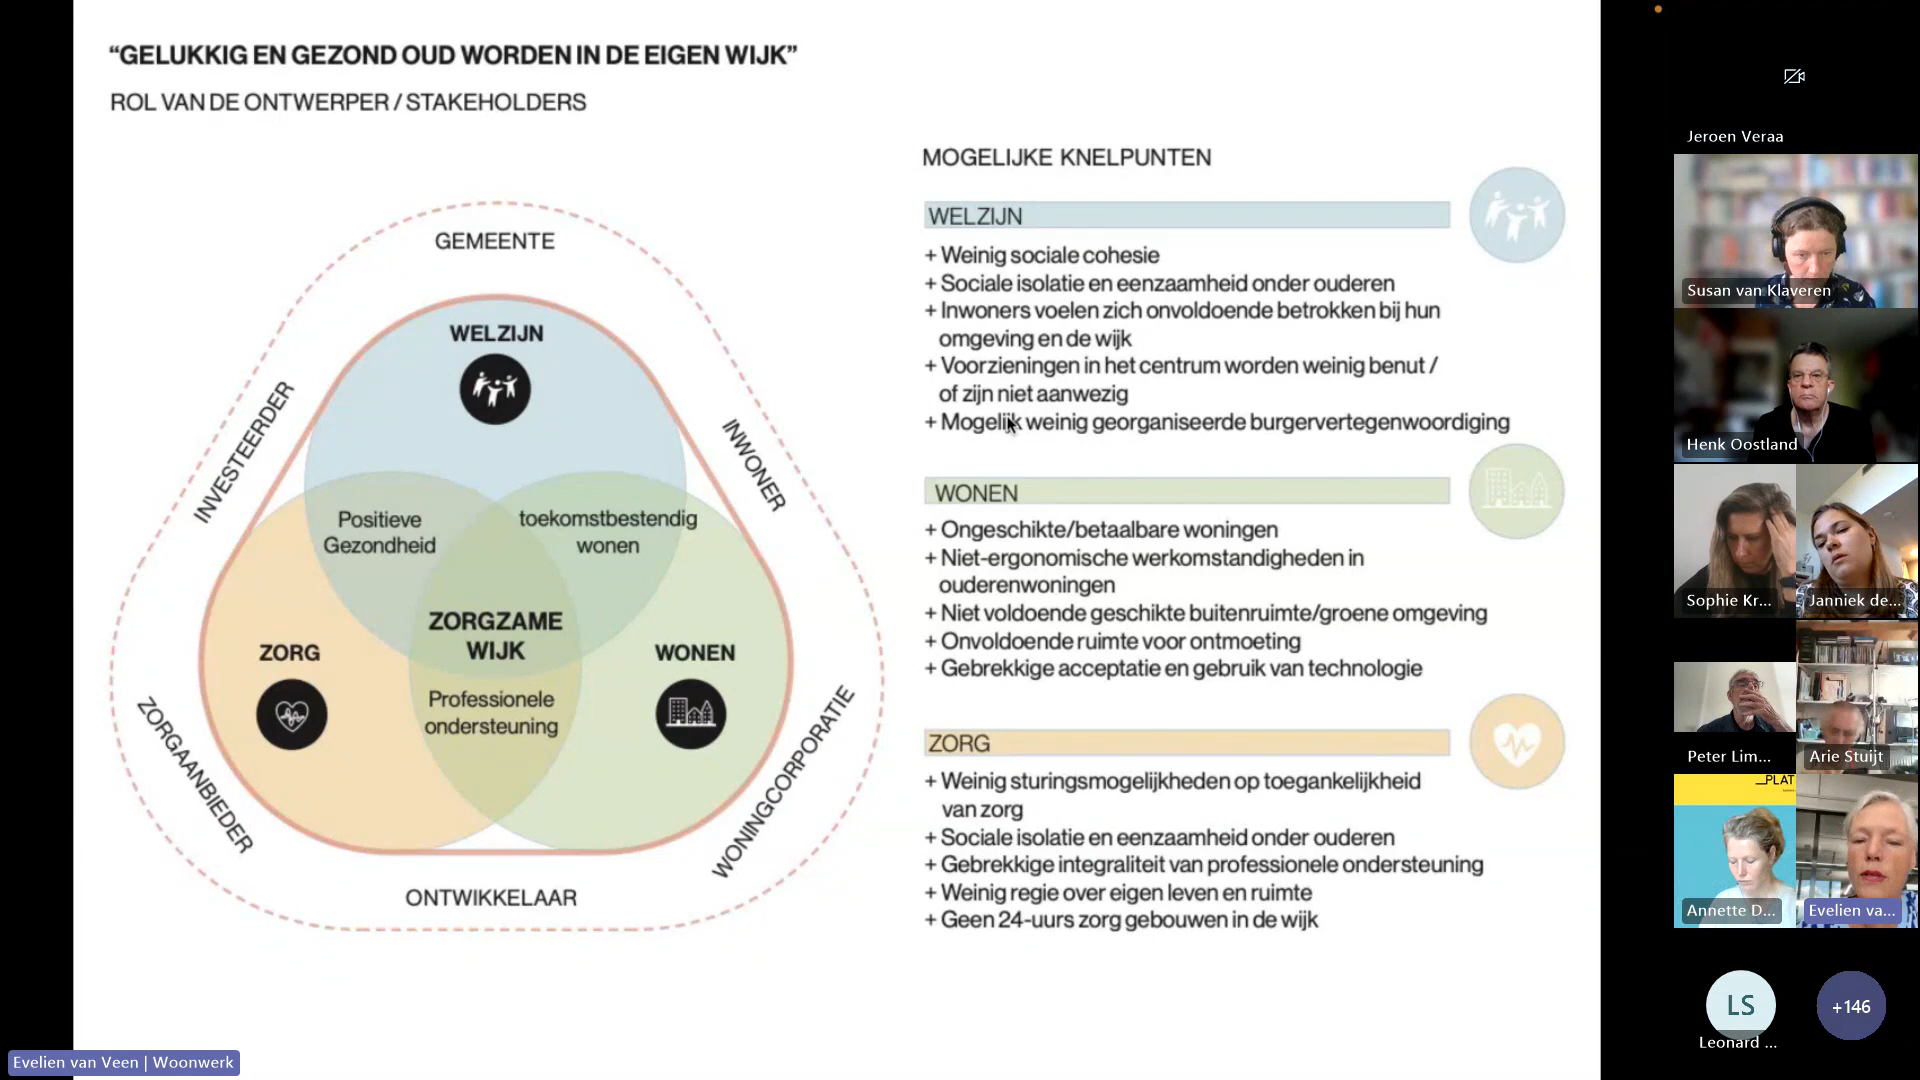 “GELUKKIG EN GEZOND OUD WORDEN IN DE EIGEN WIJK”
ROL VAN DE ONTWERPER / STAKEHOLDERS
GEMEENTE
INVESTEERDER
INWONER
WELZIJN
Positieve
Gezondheid
toekomstbestendig
wonen
ZORGZAME
WIJK
ZORG
WONEN
Professionele
ondersteuning
ZORGAANBIEDER
WONINGCORPORATIE
ONTWIKKELAAR
MOGELIJKE KNELPUNTEN
WELZIJN
+ Weinig sociale cohesie
+ Sociale isolatie en eenzaamheid onder ouderen
+ Inwoners voelen zich onvoldoende betrokken bij hun
omgeving en de wijk
+ Voorzieningen in het centrum worden weinig benut /
of zijn niet aanwezig
+ Mogelijk weinig georganiseerde burgervertegenwoordiging
WONEN
+ Ongeschikte/betaalbare woningen
+ Niet-ergonomische werkomstandigheden in
ouderenwoningen
+ Niet voldoende geschikte buitenruimte/groene omgeving
+ Onvoldoende ruimte voor ontmoeting
+ Gebrekkige acceptatie en gebruik van technologie
ZORG
+ Weinig sturingsmogelijkheden op toegankelijkheid
van zorg
+ Sociale isolatie en eenzaamheid onder ouderen
+ Gebrekkige integraliteit van professionele ondersteuning
+ Weinig regie over eigen leven en ruimte
+ Geen 24-uurs zorg gebouwen in de wijk
Evelien van Veen | Woonwerk
Jeroen Veraa
Susan van Klaveren
Henk Oostland
Sophie Kr...
Janniek de...
Peter Lim...
Arie Stuijt
_PLAT
Annette D...
Evelien va...
LS
Leonard ...
+146